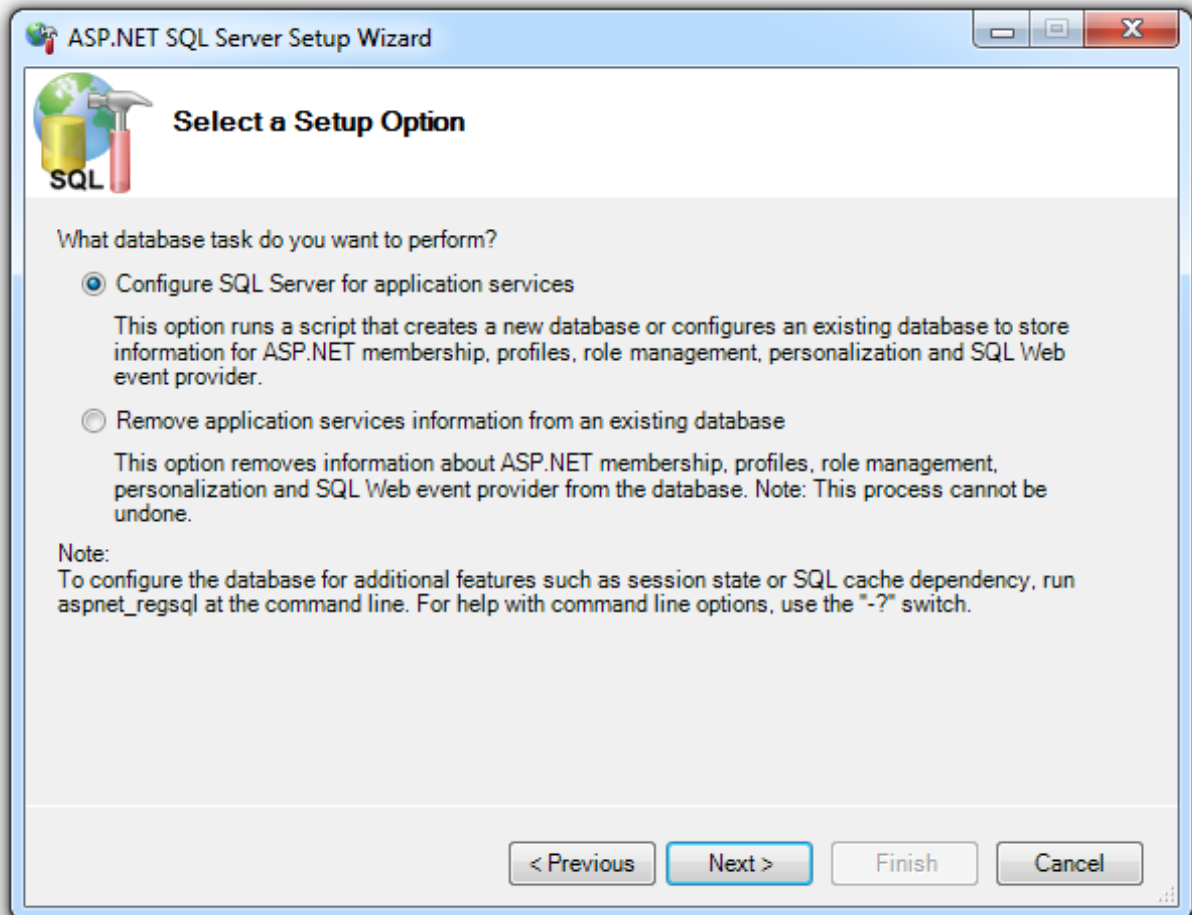 ASP.NET SQL Server Setup Wizard
Select a Setup Option
SQL
What database task do you want to perform?
Configure SQL Server for application services
This option runs a script that creates a new database or configures an existing database to store
information for ASP.NET membership, profiles, role management, personalization and SQL Web
event provider.
Remove application services information from an existing database
This option removes information about ASP.NET membership, profiles, role management,
personalization and SQL Web event provider from the database. Note: This process cannot be
undone.
Note:
To configure the database for additional features such as session state or SQL cache dependency, run
aspnet_regsql at the command line. For help with command line options, use the "-?" switch.
< Previous
Next >
Finish
Cancel